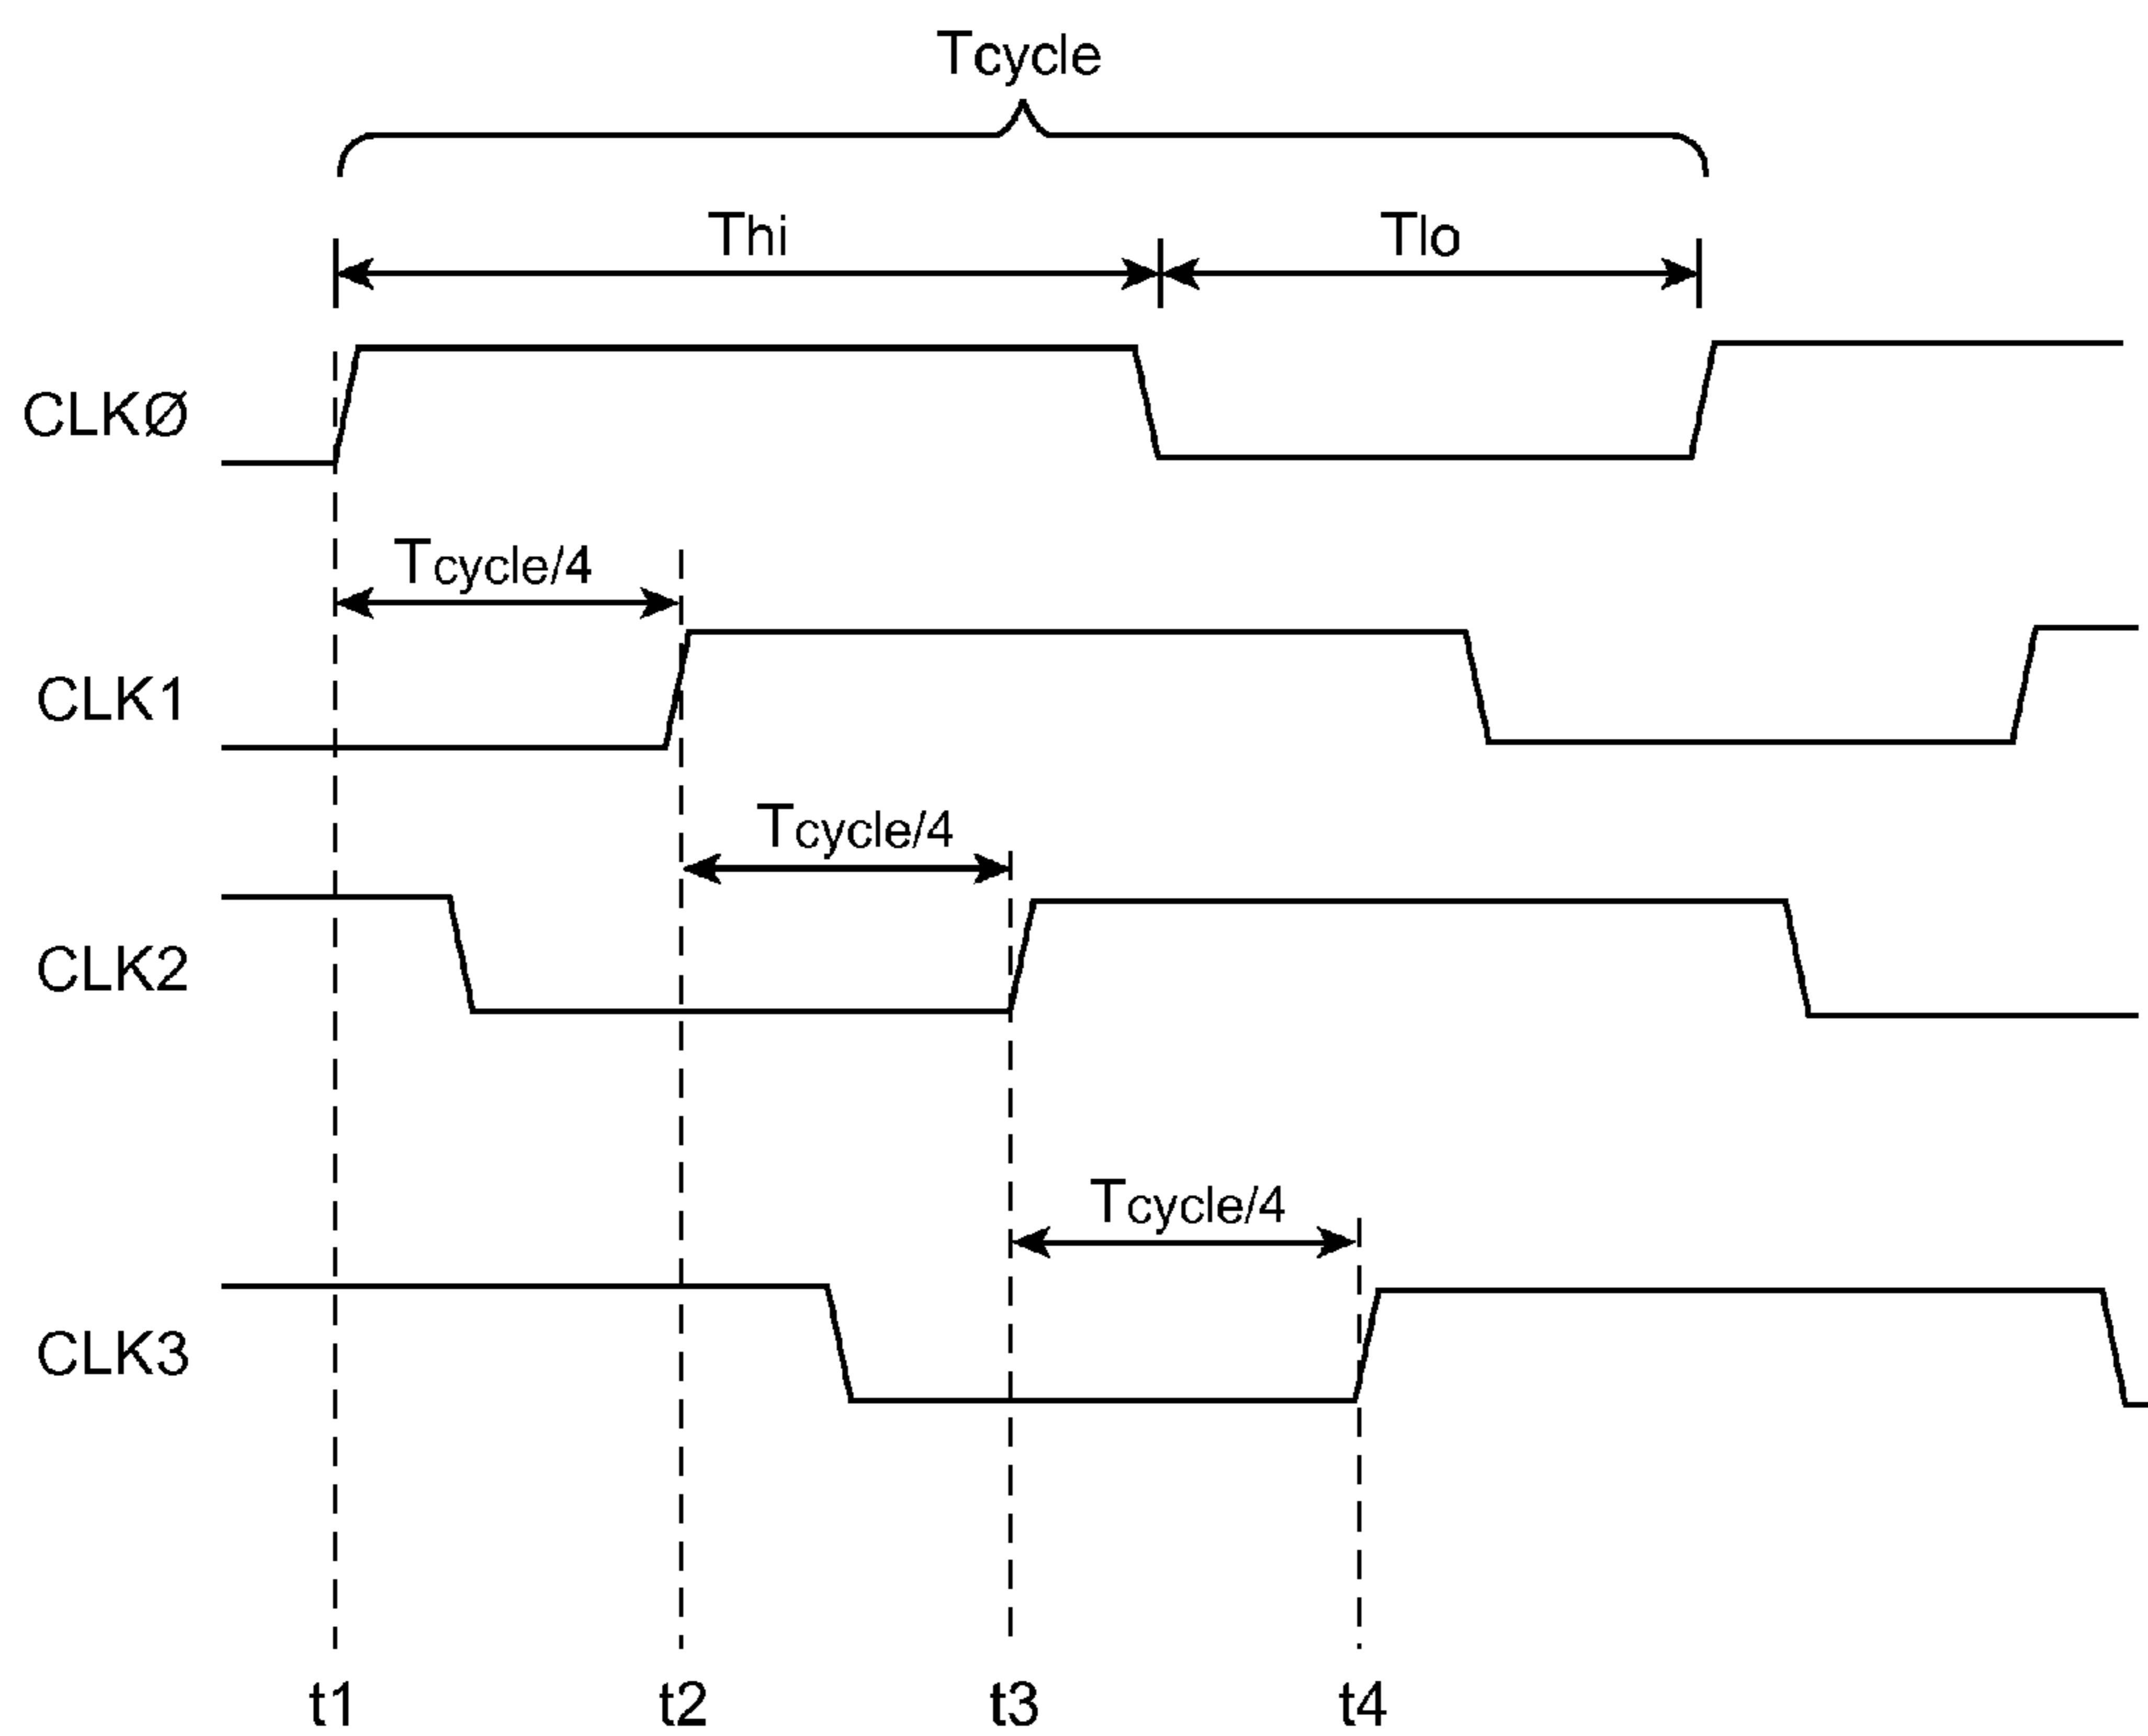 Tcycle
Thi Tlo
CLKØ
Tcycle/4
CLK1
Tcycle/4
CLK2
Tcycle/4
CLK3
t1 t2 t3 t4